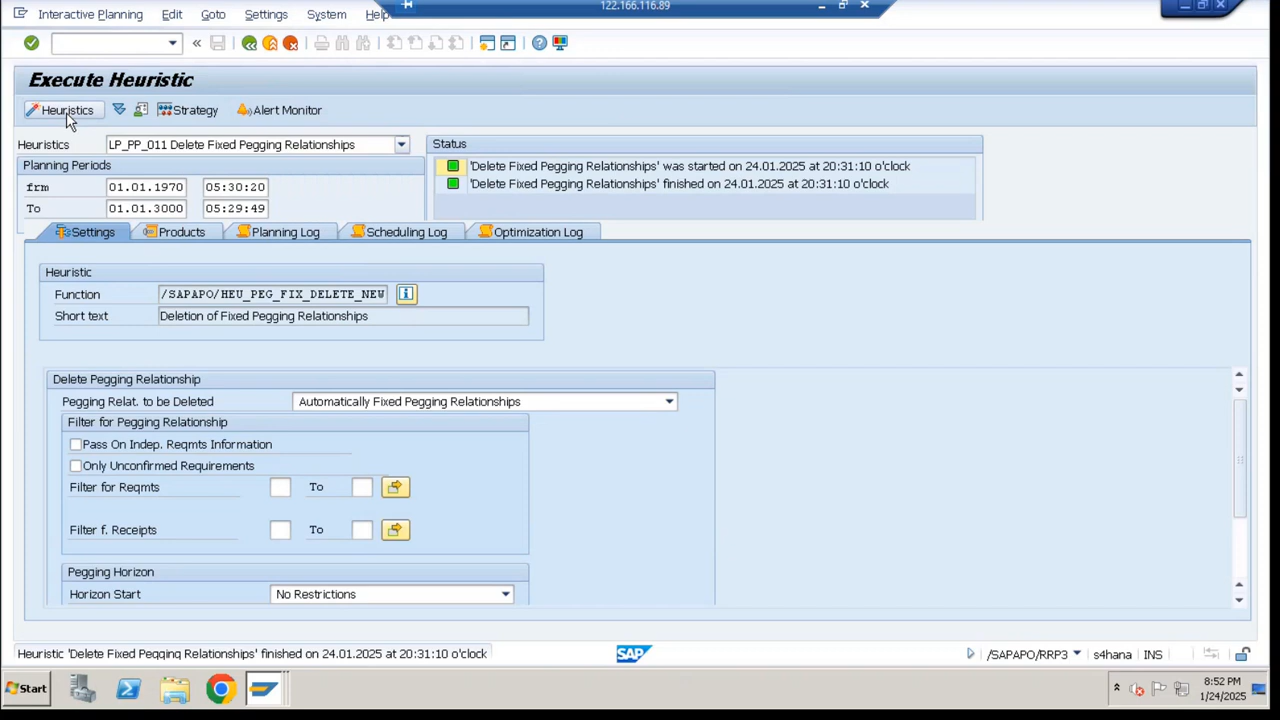 122.166.116.89
Interactive Planning Edit Goto Settings System Help
Execute Heuristic
Heuristics Strategy Alert Monitor
Heuristics LP_PP_011 Delete Fixed Pegging Relationships
Status
Planning Periods
'Delete Fixed Pegging Relationships' was started on 24.01.2025 at 20:31:10 o'clock
frm 01.01.1970 05:30:20
'Delete Fixed Pegging Relationships' finished on 24.01.2025 at 20:31:10 o'clock
To 01.01.3000 05:29:49
Settings Products Planning Log Scheduling Log Optimization Log
Heuristic
Function /SAPAPO/HEU_PEG_FIX_DELETE_NEW
Short text Deletion of Fixed Pegging Relationships
Delete Pegging Relationship
Pegging Relat. to be Deleted Automatically Fixed Pegging Relationships
Filter for Pegging Relationship
Pass On Indep. Reqmts Information
Only Unconfirmed Requirements
Filter for Reqmts To
Filter f. Receipts To
Pegging Horizon
Horizon Start No Restrictions
Heuristic 'Delete Fixed Pegging Relationships' finished on 24.01.2025 at 20:31:10 o'clock SAP /SAPAPO/RRP3 s4hana INS
Start 8:52 PM
1/24/2025